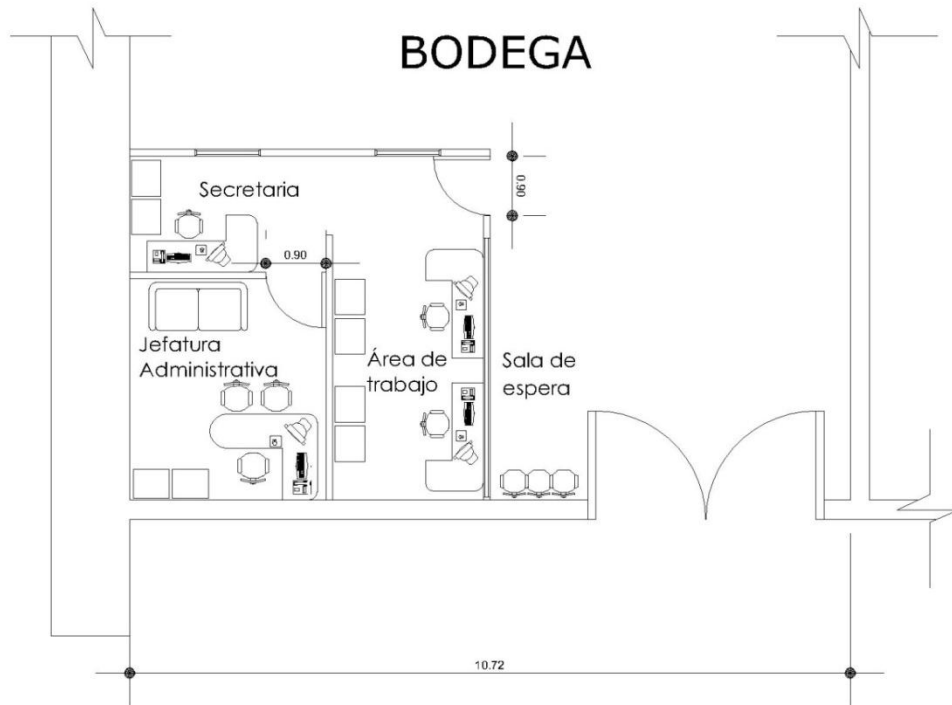 BODEGA
Secretaria
0.90
0.90
Jefatura
Administrativa
Área de
trabajo
Sala de
espera
10.72